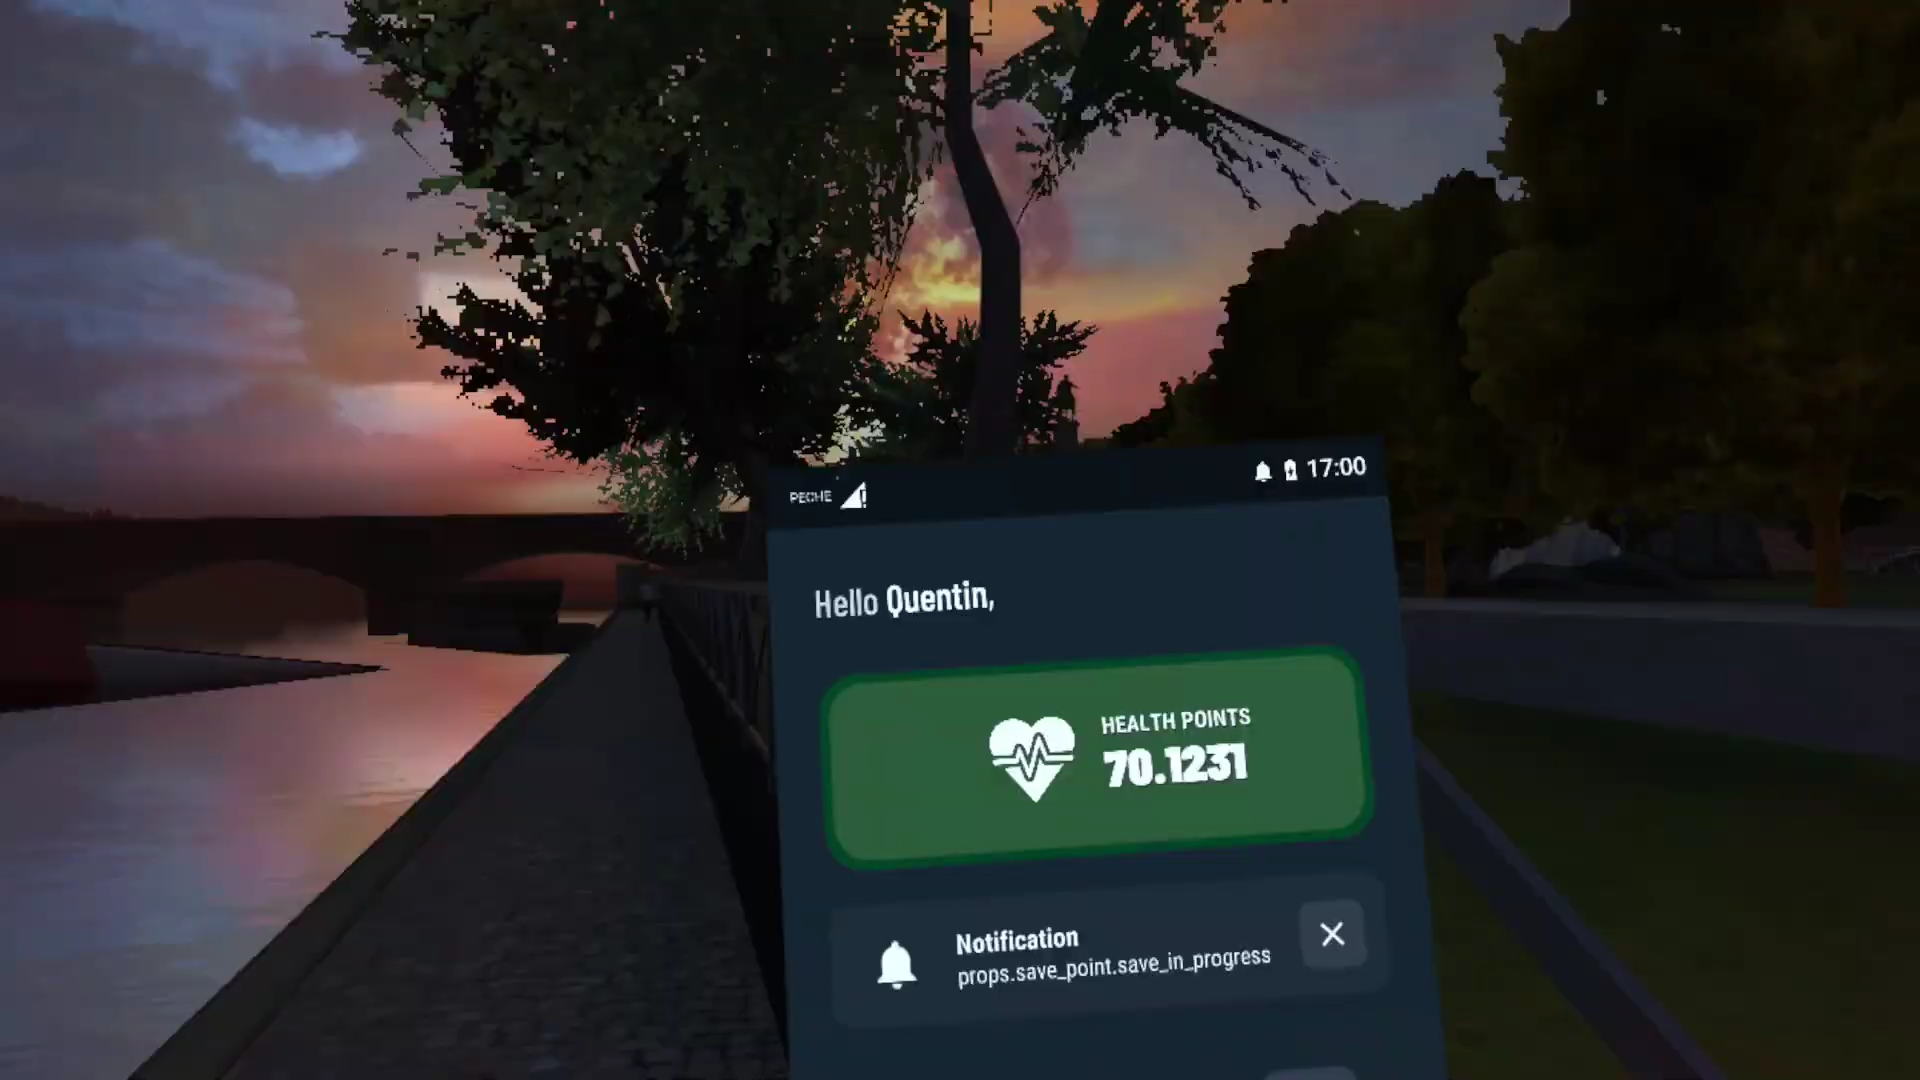 PECHE
17:00
Hello Quentin,
HEALTH POINTS
70.1231
Notification
props.save_point.save_in_progress